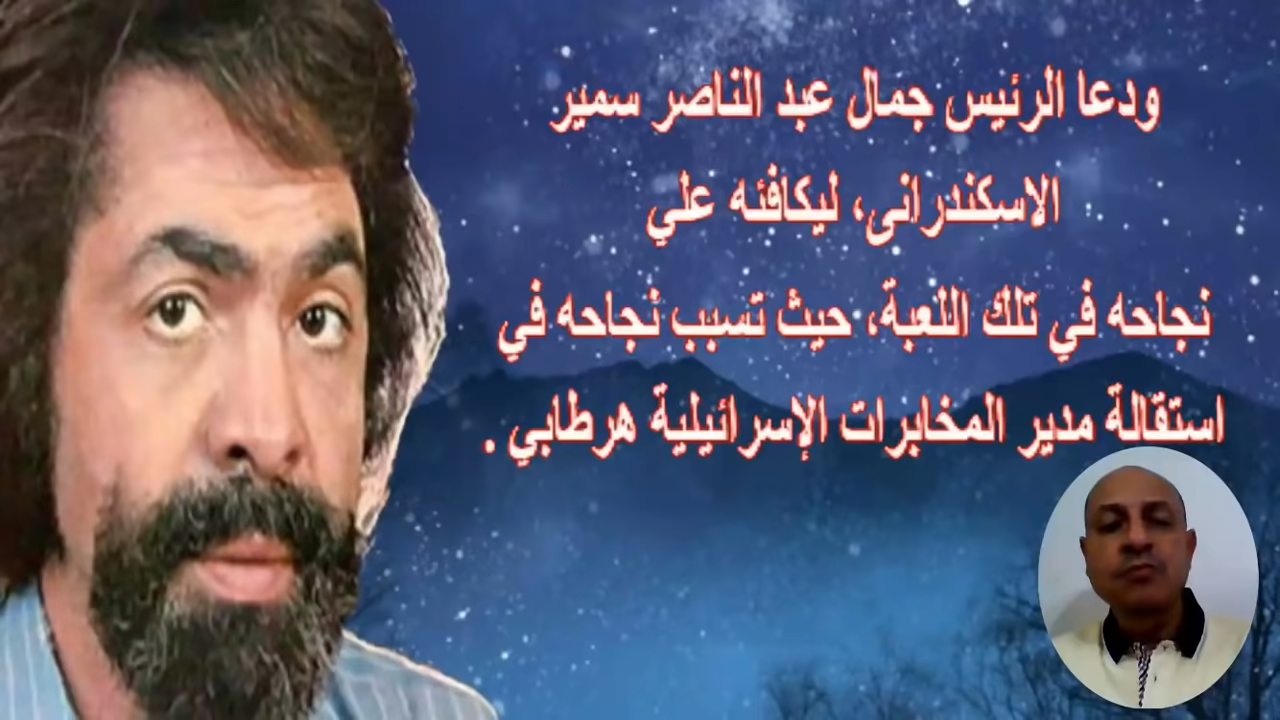 ودعا الرئيس جمال عبد الناصر سمير
الاسكندرانى، ليكافئه علي
نجاحه في تلك اللعبة، حيث تسبب نجاحه في
استقالة مدير المخابرات الإسرائيلية هرطابي .